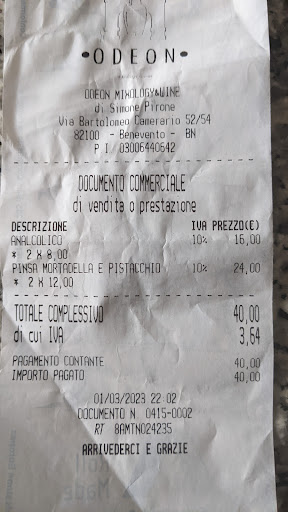 •ODEON•
ODEON MIXOLOGY&WINE
di Simone Pirone
Via Bartolomeo Camerario 52/54
82100 - Benevento - BN
P I 03006440642
DOCUMENTO COMMERCIALE
di vendita o prestazione
DESCRIZIONE IVA PREZZO(€)
ANALCOLICO 10% 16,00
* 2 X 8,00
PINSA MORTADELLA E PISTACCHIO 10% 24,00
* 2 X 12,00
TOTALE COMPLESSIVO 40,00
di cui IVA 3,64
PAGAMENTO CONTANTE 40,00
IMPORTO PAGATO 40,00
01/03/2023 22:02
DOCUMENTO N. 0415-0002
RT 8AMTN024235
ARRIVEDERCI E GRAZIE